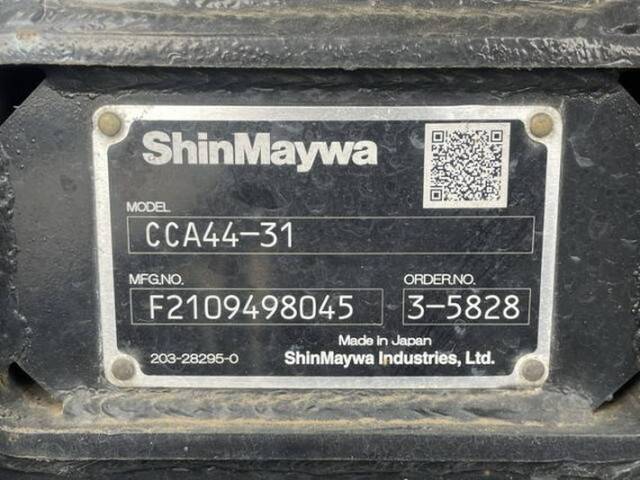 ShinMaywa
MODEL
CCA44-31
MFG.NO. ORDER.NO.
F2109498045 3-5828
Made in Japan
203-28295-0 ShinMaywa Industries, Ltd.